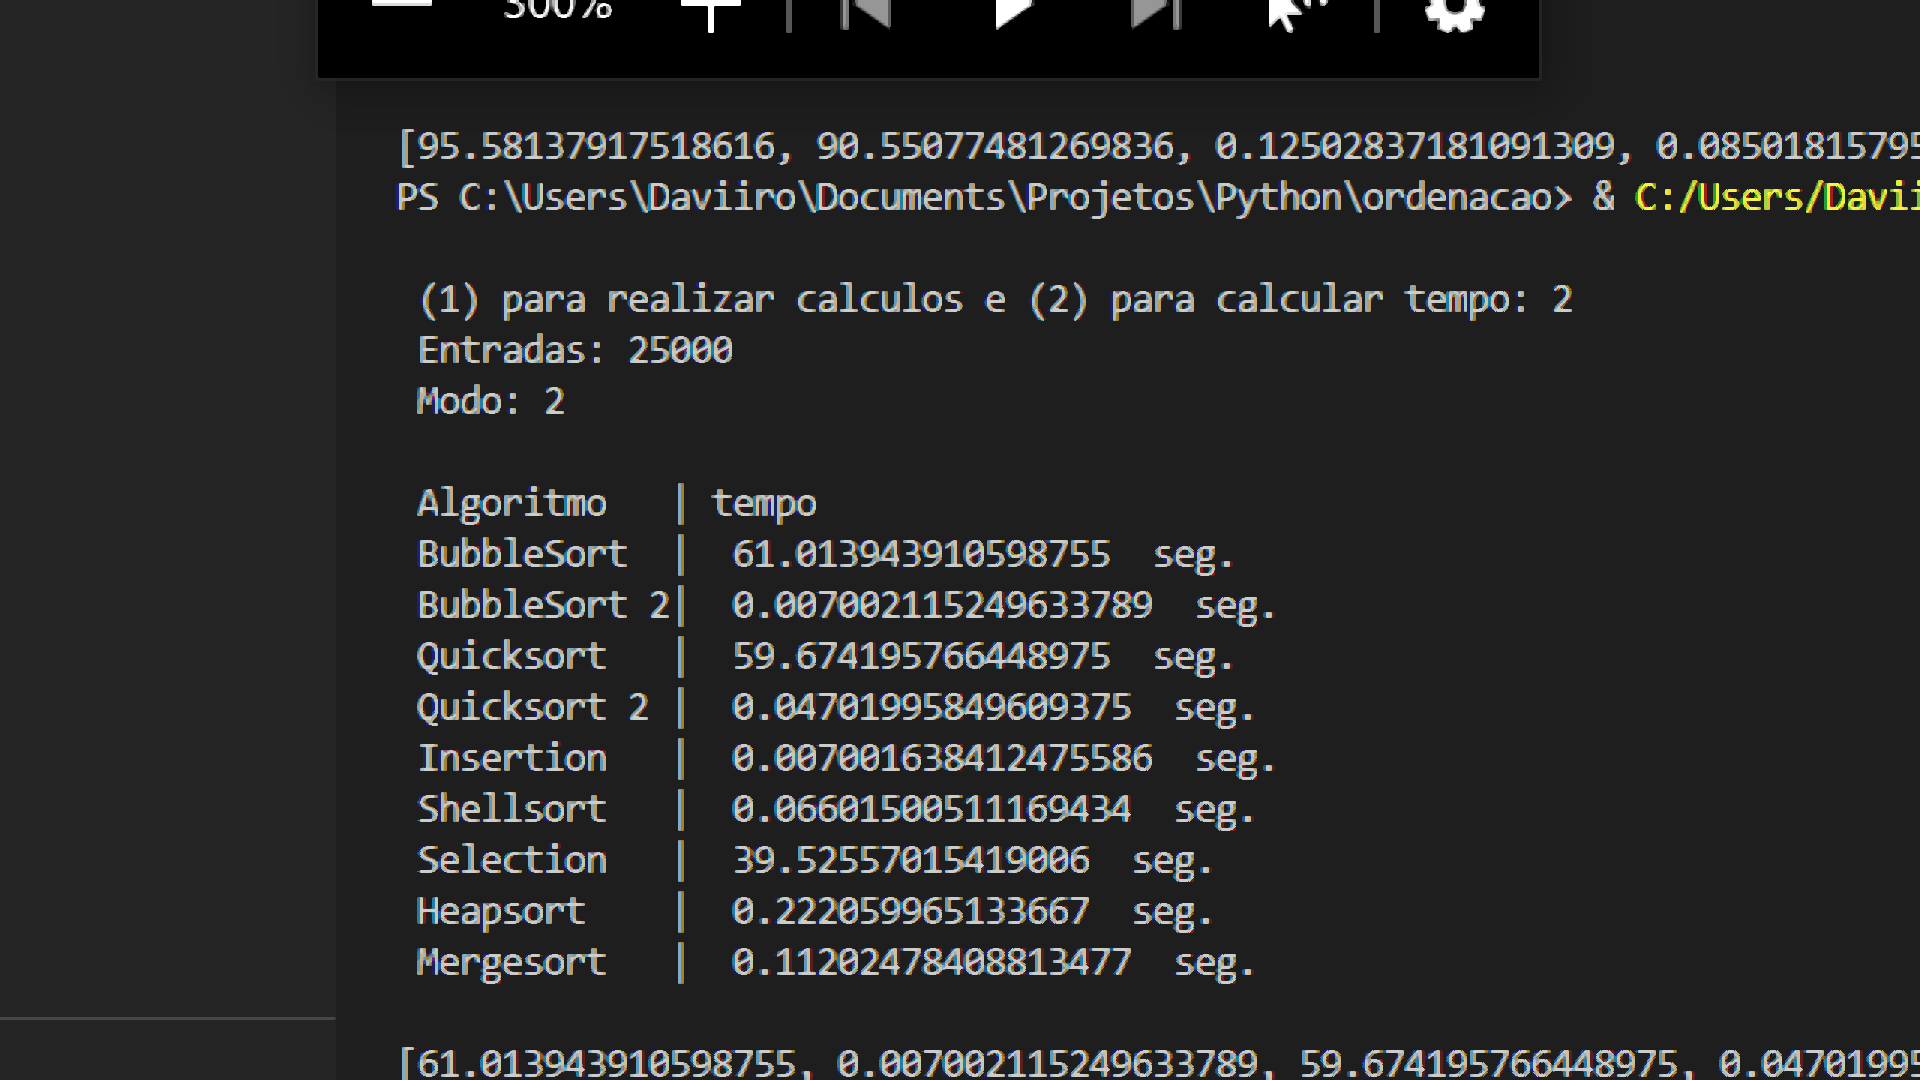 300%
[95.58137917518616, 90.55077481269836, 0.12502837181091309, 0.08501815795
PS C:\Users\Daviiro\Documents\Projetos\Python\ordenacao> & C:/Users/Davii
(1) para realizar calculos e (2) para calcular tempo: 2
Entradas: 25000
Modo: 2
Algoritmo | tempo
BubbleSort | 61.013943910598755 seg.
BubbleSort 2| 0.007002115249633789 seg.
Quicksort | 59.674195766448975 seg.
Quicksort 2 | 0.04701995849609375 seg.
Insertion | 0.007001638412475586 seg.
Shellsort | 0.06601500511169434 seg.
Selection | 39.52557015419006 seg.
Heapsort | 0.222059965133667 seg.
Mergesort | 0.11202478408813477 seg.
[61.013943910598755, 0.007002115249633789, 59.674195766448975, 0.04701995